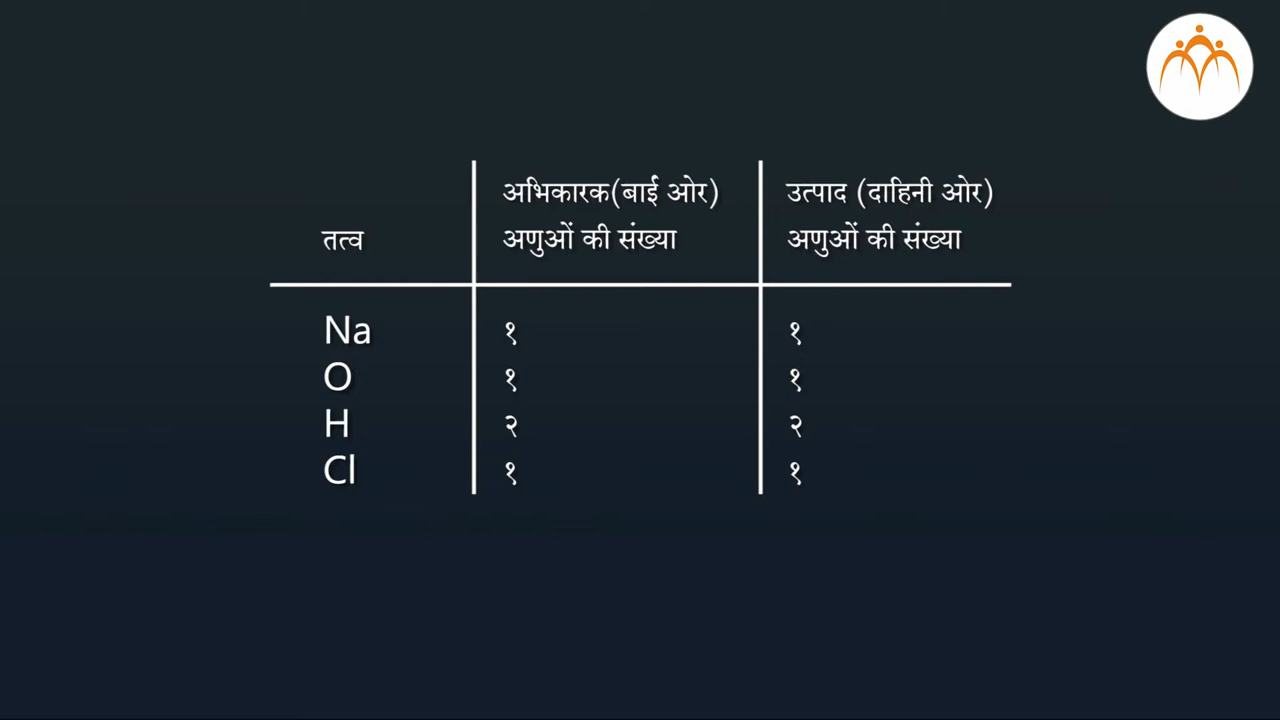 अभिकारक(बाईं ओर) उत्पाद (दाहिनी ओर)
तत्व अणुओं की संख्या अणुओं की संख्या
Na १ १
O १ १
H २ २
Cl १ १